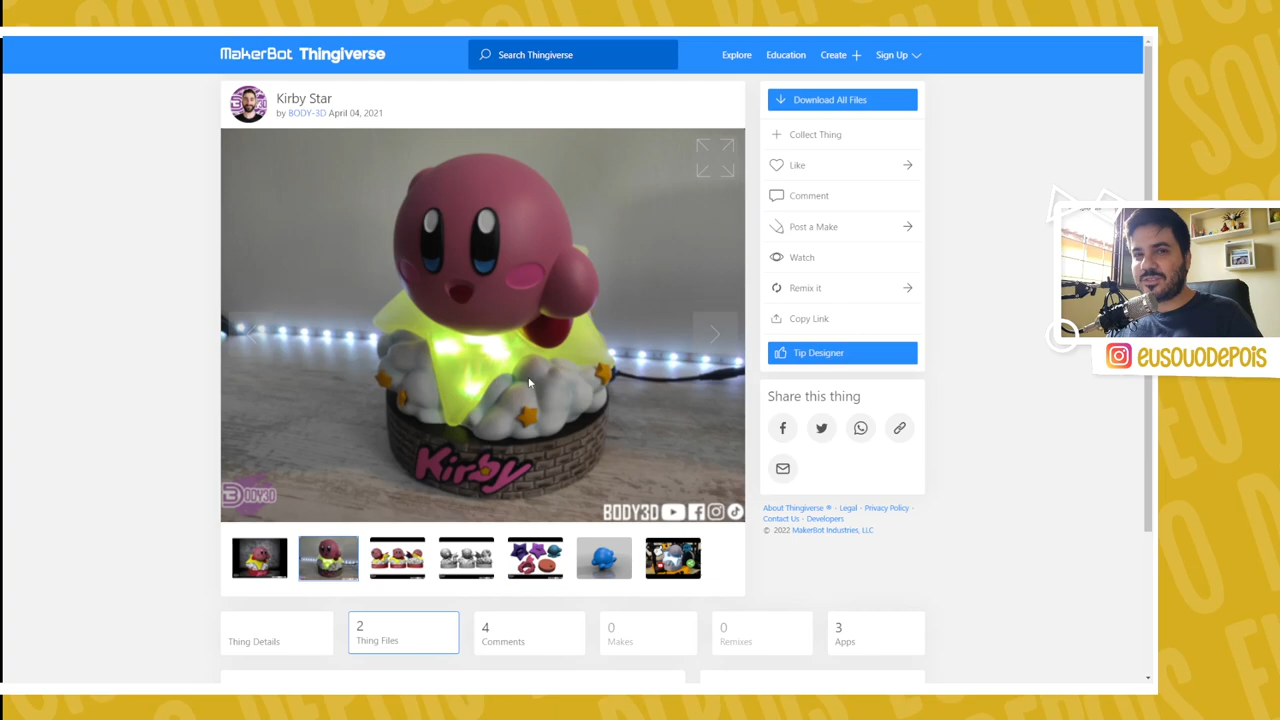 MakerBot Thingiverse
Search Thingiverse
Explore
Education
Create
Sign Up
Kirby Star
by BODY-3D April 04, 2021
Kirby
BODY3D
BODY3D
Download All Files
Collect Thing
Like
Comment
Post a Make
Watch
Remix it
Copy Link
Tip Designer
Share this thing
About Thingiverse ® · Legal · Privacy Policy ·
Contact Us · Developers
© 2022 MakerBot Industries, LLC
EUSOUODEPOIS
Thing Details
2
Thing Files
4
Comments
0
Makes
0
Remixes
3
Apps